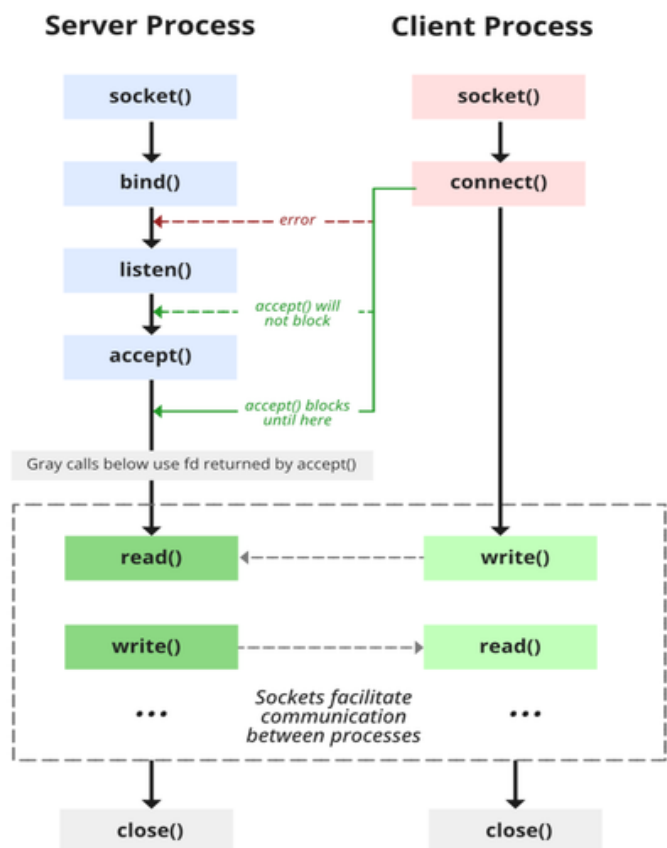 Server Process
Client Process
socket()
socket()
bind()
connect()
error
listen()
accept() will
not block
accept()
accept() blocks
until here
Gray calls below use fd returned by accept()
read()
write()
write()
read()
...
...
Sockets facilitate
communication
between processes
close()
close()